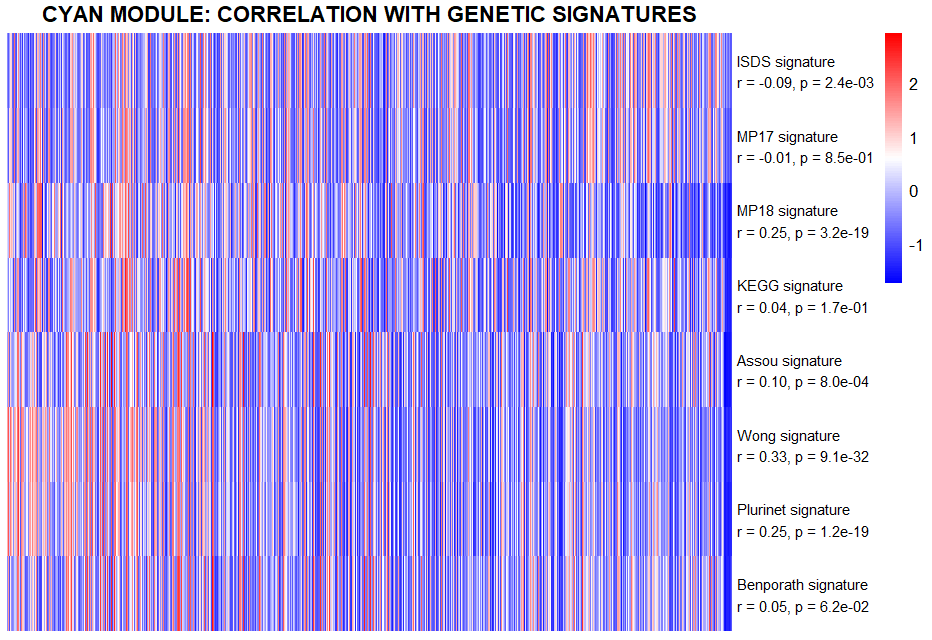 CYAN MODULE: CORRELATION WITH GENETIC SIGNATURES
ISDS signature
r = -0.09, p = 2.4e-03
MP17 signature
r = -0.01, p = 8.5e-01
MP18 signature
r = 0.25, p = 3.2e-19
KEGG signature
r = 0.04, p = 1.7e-01
Assou signature
r = 0.10, p = 8.0e-04
Wong signature
r = 0.33, p = 9.1e-32
Plurinet signature
r = 0.25, p = 1.2e-19
Benporath signature
r = 0.05, p = 6.2e-02
2
1
0
-1